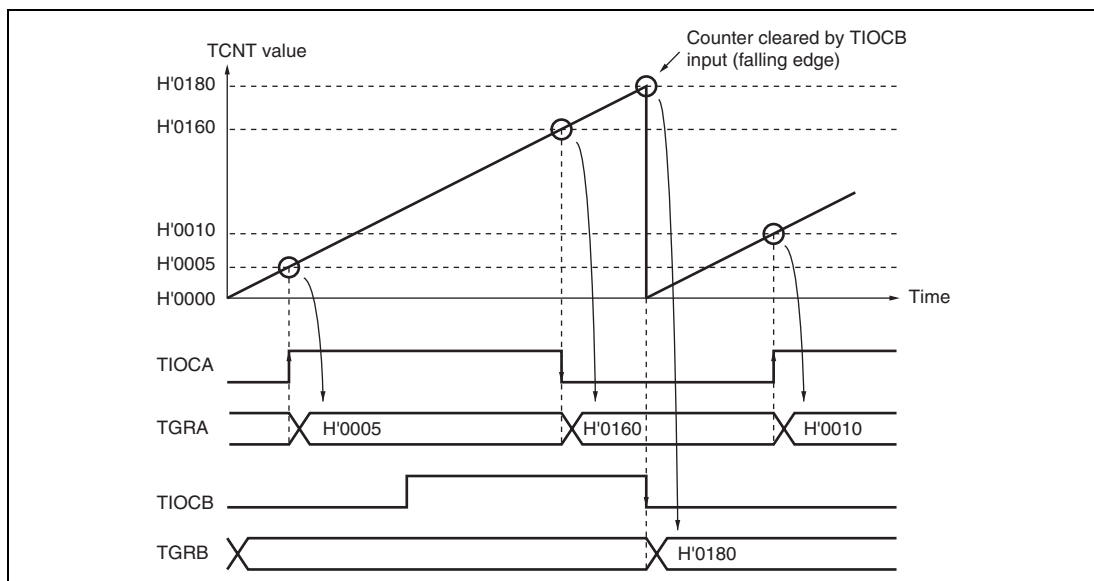 Counter cleared by TIOCB
input (falling edge)
TCNT value
H'0180
H'0160
H'0010
H'0005
H'0000
Time
TIOCA
TGRA
H'0005
H'0160
H'0010
TIOCB
TGRB
H'0180